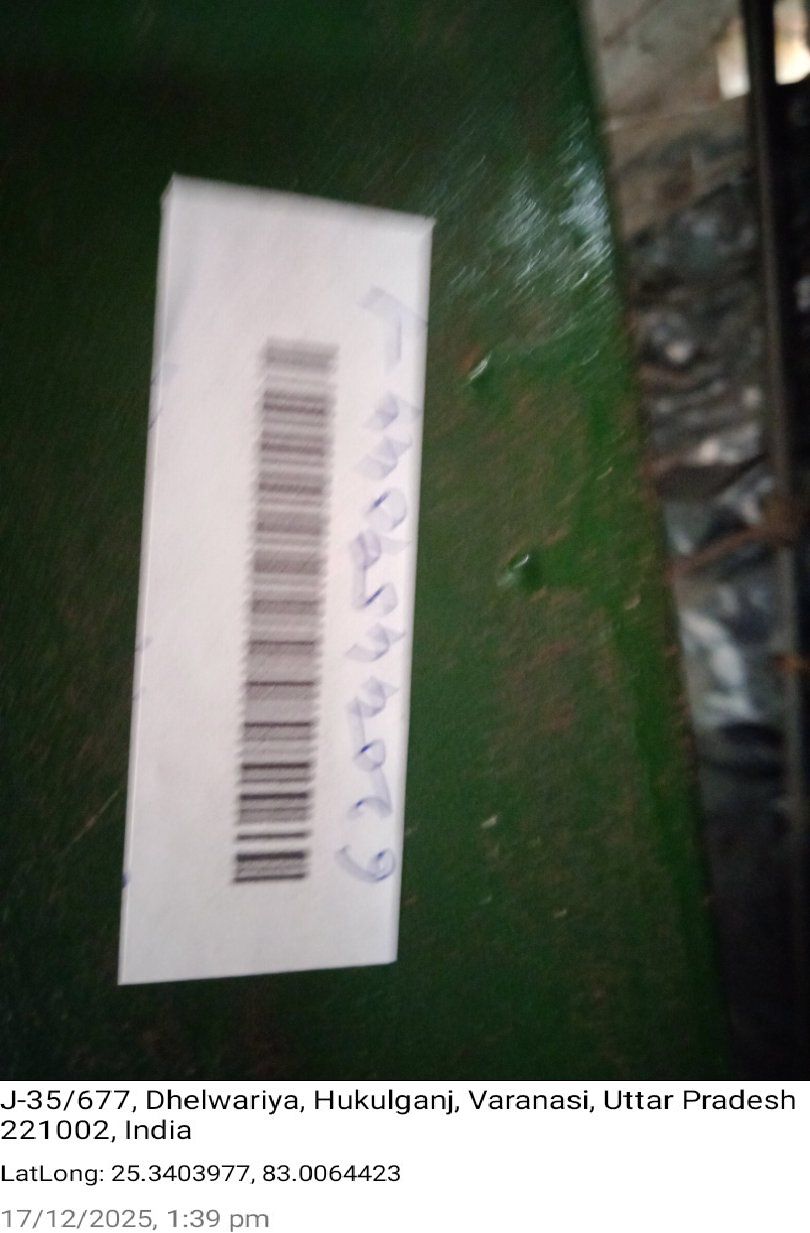 J-35/677, Dhelwariya, Hukulganj, Varanasi, Uttar Pradesh
221002, India
LatLong: 25.3403977, 83.0064423
17/12/2025, 1:39 pm